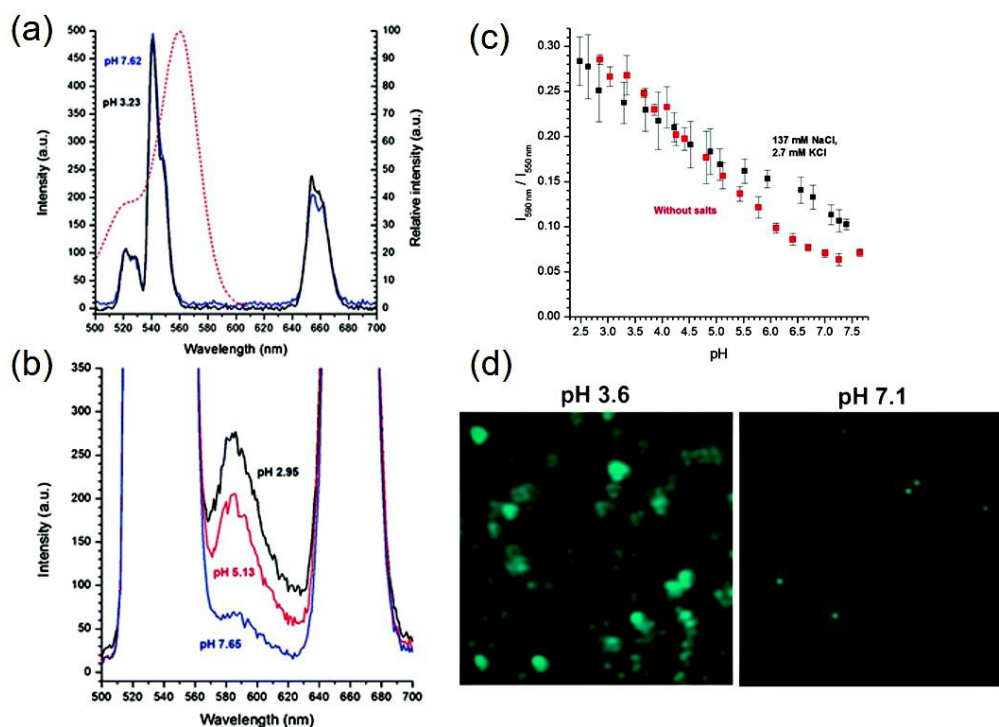 (a)
500
450
400
350
300
250
200
150
100
50
0
100
90
80
70
60
50
40
30
20
10
0
pH 7.62
pH 3.23
Intensity (a.u.)
Relative intensity (a.u.)
500 520 540 560 580 600 620 640 660 680 700
Wavelength (nm)
(c)
0.30
0.25
0.20
0.15
0.10
0.05
0.00
I590 nm / I550 nm
137 mM NaCl,
2.7 mM KCl
Without salts
2.5 3.0 3.5 4.0 4.5 5.0 5.5 6.0 6.5 7.0 7.5
pH
(b)
350
300
250
200
150
100
50
0
Intensity (a.u.)
pH 2.95
pH 5.13
pH 7.65
500 520 540 560 580 600 620 640 660 680 700
Wavelength (nm)
(d)
pH 3.6
pH 7.1